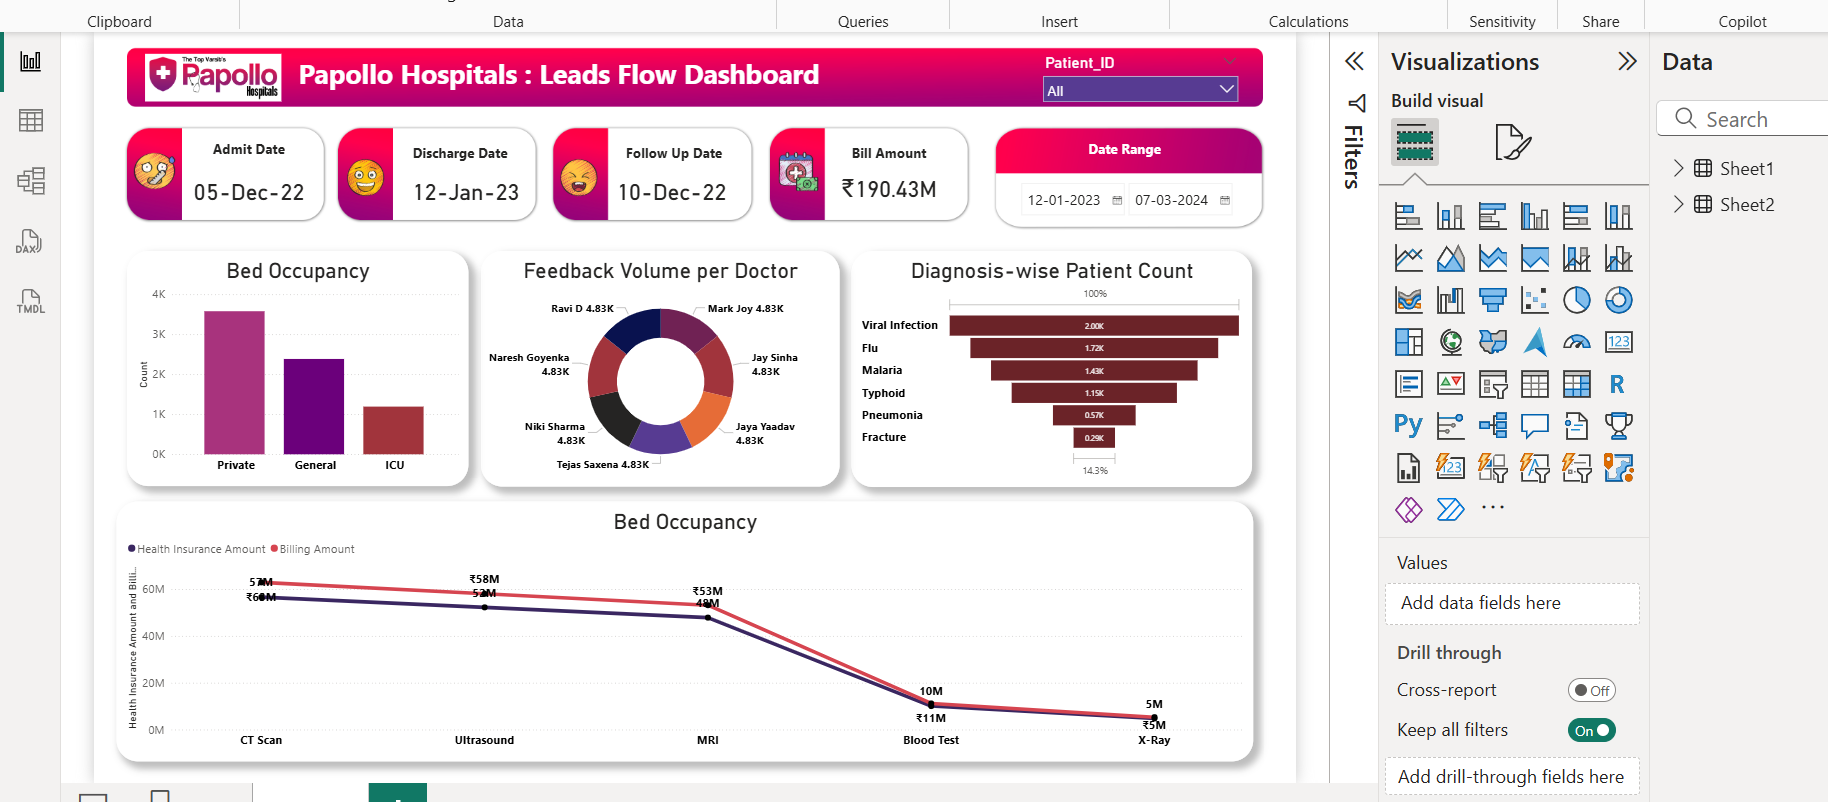 Clipboard
Data
Queries
Insert
Calculations
Sensitivity
Share
Copilot
The Top Varsiti's
Papollo
Hospitals
Papollo Hospitals : Leads Flow Dashboard
Patient_ID
All
Admit Date
05-Dec-22
Discharge Date
12-Jan-23
Follow Up Date
10-Dec-22
Bill Amount
₹190.43M
Date Range
12-01-2023
07-03-2024
Bed Occupancy
4K
3K
2K
1K
0K
Count
Private
General
ICU
Feedback Volume per Doctor
Ravi D 4.83K
Mark Joy 4.83K
Naresh Goyenka
4.83K
Jay Sinha
4.83K
Niki Sharma
4.83K
Jaya Yaadav
4.83K
Tejas Saxena 4.83K
Diagnosis-wise Patient Count
100%
Viral Infection
2.00K
Flu
1.72K
Malaria
1.43K
Typhoid
1.15K
Pneumonia
0.57K
Fracture
0.29K
14.3%
Bed Occupancy
Health Insurance Amount
Billing Amount
Health Insurance Amount and Billi...
60M
40M
20M
0M
57M
₹58M
52M
₹53M
48M
10M
₹11M
5M
₹5M
CT Scan
Ultrasound
MRI
Blood Test
X-Ray
Filters
Visualizations
Build visual
123
R
Py
123
Values
Add data fields here
Drill through
Cross-report
Off
Keep all filters
On
Add drill-through fields here
Data
Search
Sheet1
Sheet2
DAX
TMDL